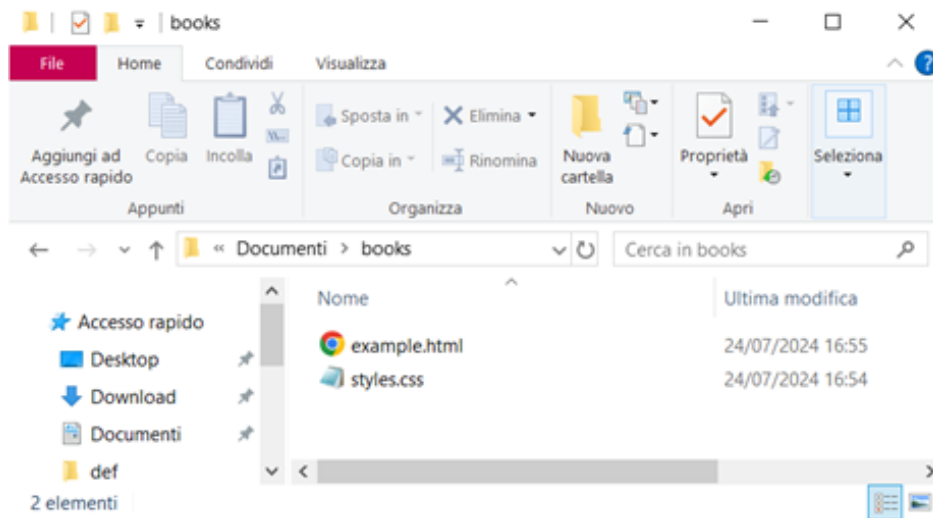 books
File Home Condividi Visualizza
Aggiungi ad Accesso rapido
Copia
Incolla
Sposta in
Copia in
Elimina
Rinomina
Nuova cartella
Proprietà
Seleziona
Appunti Organizza Nuovo Apri
« Documenti > books
Cerca in books
Accesso rapido
Desktop
Download
Documenti
def
Nome Ultima modifica
example.html 24/07/2024 16:55
styles.css 24/07/2024 16:54
2 elementi